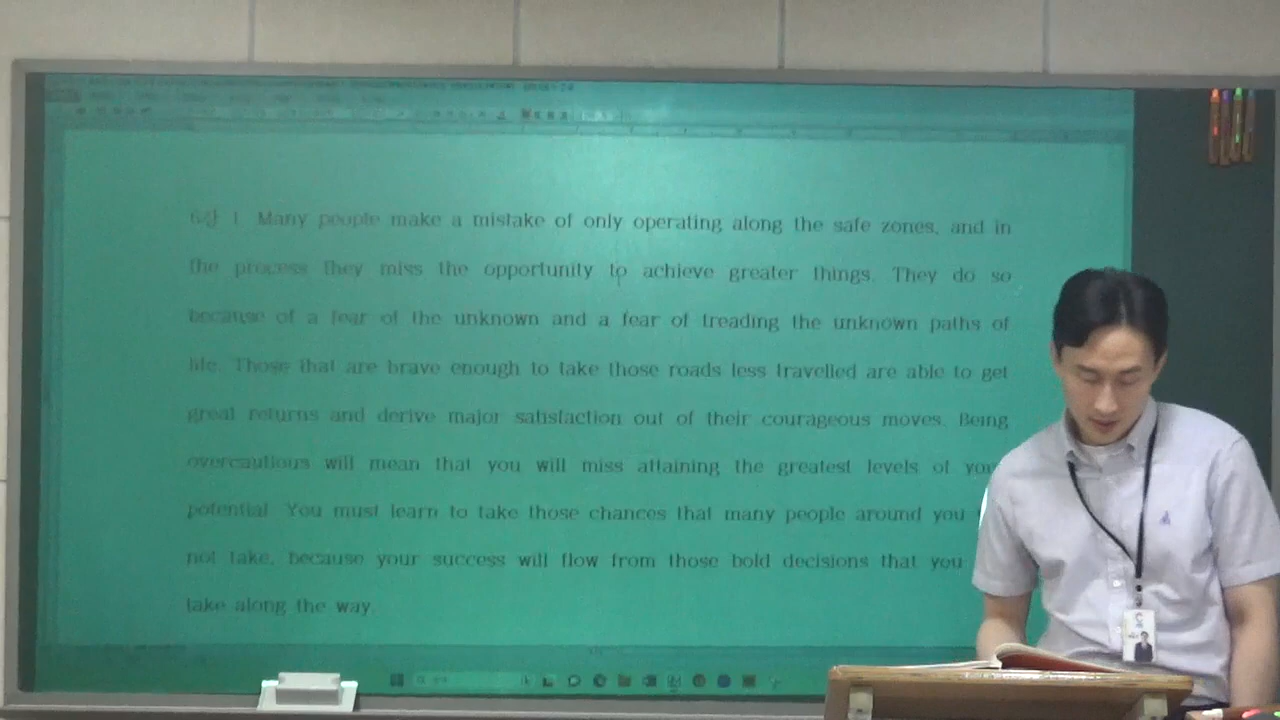 6강 1. Many people make a mistake of only operating along the safe zones, and in
the process they miss the opportunity to achieve greater things. They do so
because of a fear of the unknown and a fear of treading the unknown paths of
life. Those that are brave enough to take those roads less travelled are able to get
great returns and derive major satisfaction out of their courageous moves. Being
overcautious will mean that you will miss attaining the greatest levels of
potential. You must learn to take those chances that many people around you
not take, because your success will flow from those bold decisions that you
take along the way.